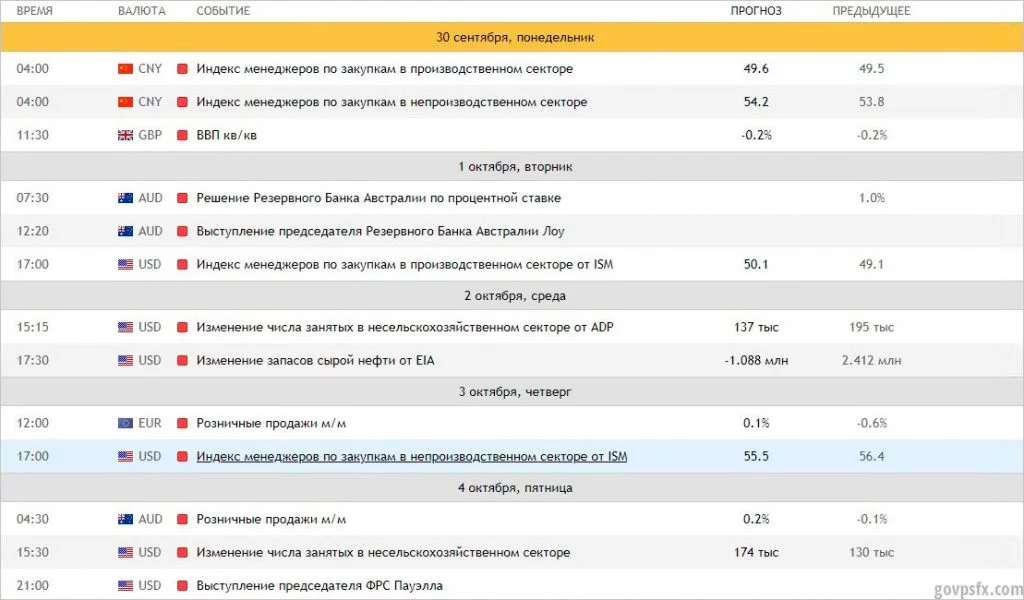 ВРЕМЯ ВАЛЮТА СОБЫТИЕ ПРОГНОЗ ПРЕДЫДУЩЕЕ
30 сентября, понедельник
04:00 CNY Индекс менеджеров по закупкам в производственном секторе 49.6 49.5
04:00 CNY Индекс менеджеров по закупкам в непроизводственном секторе 54.2 53.8
11:30 GBP ВВП кв/кв -0.2% -0.2%
1 октября, вторник
07:30 AUD Решение Резервного Банка Австралии по процентной ставке 1.0%
12:20 AUD Выступление председателя Резервного Банка Австралии Лоу
17:00 USD Индекс менеджеров по закупкам в производственном секторе от ISM 50.1 49.1
2 октября, среда
15:15 USD Изменение числа занятых в несельскохозяйственном секторе от ADP 137 тыс 195 тыс
17:30 USD Изменение запасов сырой нефти от EIA -1.088 млн 2.412 млн
3 октября, четверг
12:00 EUR Розничные продажи м/м 0.1% -0.6%
17:00 USD Индекс менеджеров по закупкам в непроизводственном секторе от ISM 55.5 56.4
4 октября, пятница
04:30 AUD Розничные продажи м/м 0.2% -0.1%
15:30 USD Изменение числа занятых в несельскохозяйственном секторе 174 тыс 130 тыс
21:00 USD Выступление председателя ФРС Пауэлла
govpsfx.com